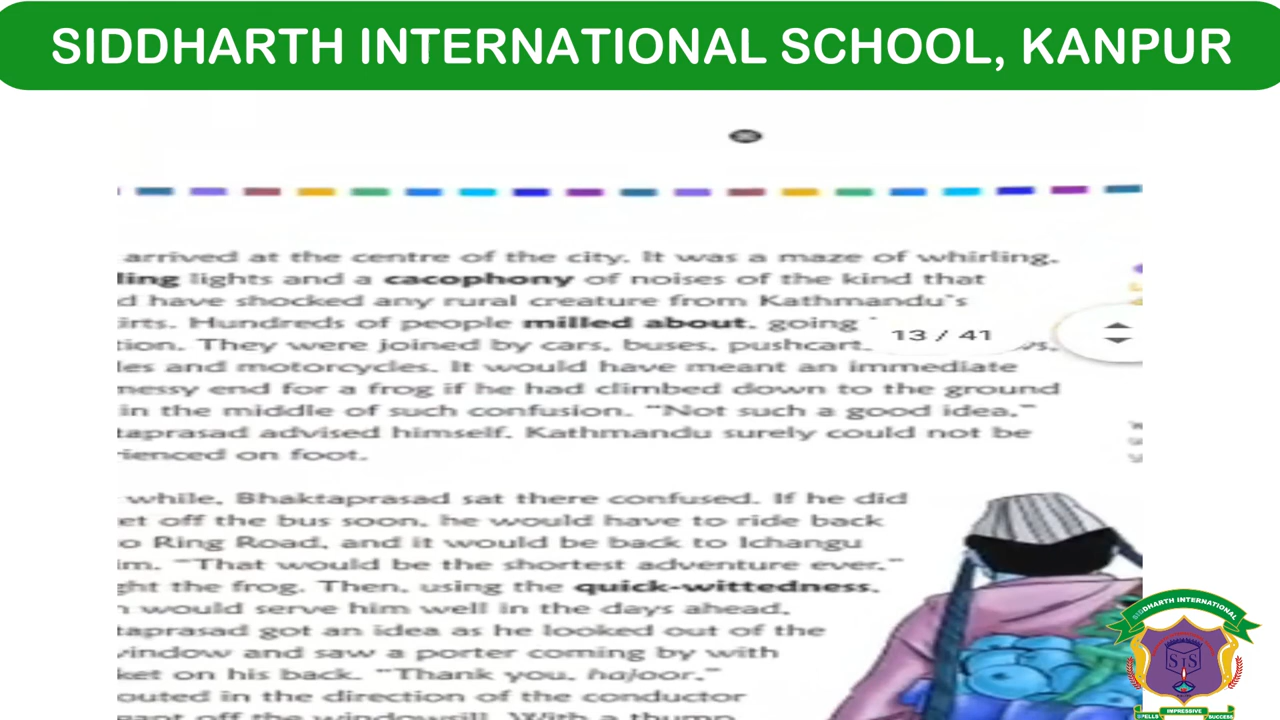 SIDDHARTH INTERNATIONAL SCHOOL, KANPUR
arrived at the centre of the city. It was a maze of whirling,
ling lights and a cacophony of noises of the kind that
d have shocked any rural creature from Kathmandu's
irts. Hundreds of people milled about, going
13 / 41
tion. They were joined by cars, buses, pushcart
les and motorcycles. It would have meant an immediate
messy end for a frog if he had climbed down to the ground
in the middle of such confusion. "Not such a good idea,"
taprasad advised himself. Kathmandu surely could not be
rienced on foot.
while, Bhaktaprasad sat there confused. If he did
et off the bus soon, he would have to ride back
o Ring Road, and it would be back to Ichangu
im. "That would be the shortest adventure ever,"
ght the frog. Then, using the quick-wittedness,
h would serve him well in the days ahead,
taprasad got an idea as he looked out of the
window and saw a porter coming by with
ket on his back. "Thank you, hajoor,"
outed in the direction of the conductor
eapt off the windowsill. With a thump
SIDDHARTH INTERNATIONAL
SIS
SPELLS IMPRESSIVE SUCCESS